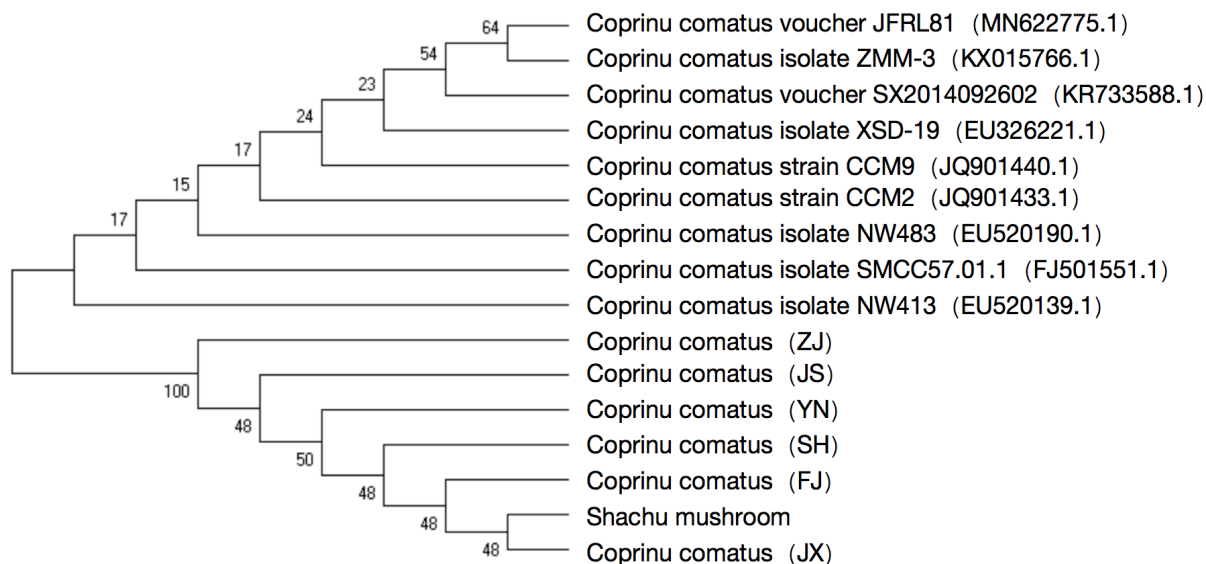 64
Coprinu comatus voucher JFRL81（MN622775.1）
Coprinu comatus isolate ZMM-3（KX015766.1）
54
Coprinu comatus voucher SX2014092602（KR733588.1）
23
Coprinu comatus isolate XSD-19（EU326221.1）
24
Coprinu comatus strain CCM9（JQ901440.1）
17
Coprinu comatus strain CCM2（JQ901433.1）
15
Coprinu comatus isolate NW483（EU520190.1）
17
Coprinu comatus isolate SMCC57.01.1（FJ501551.1）
Coprinu comatus isolate NW413（EU520139.1）
Coprinu comatus（ZJ）
100
Coprinu comatus（JS）
48
Coprinu comatus（YN）
50
Coprinu comatus（SH）
48
Coprinu comatus（FJ）
48
Shachu mushroom
48
Coprinu comatus（JX）